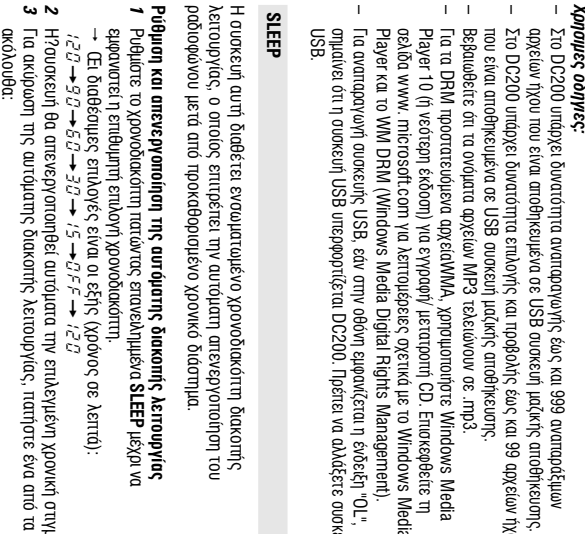 Χρήσιμες οδηγίες:
– Στο DC200 υπάρχει δυνατότητα αναπαραγωγής έως και 999 αναπαράξιμων
αρχείων ήχου που είναι αποθηκευμένα σε USB συσκευή μαζικής αποθήκευσης.
– Στο DC200 υπάρχει δυνατότητα επιλογής και προβολής έως και 99 αρχείων
που είναι αποθηκευμένα σε USB συσκευή μαζικής αποθήκευσης.
– Βεβαιωθείτε ότι τα ονόματα αρχείων MP3 τελειώνουν σε .mp3.
– Για τα DRM προστατευόμενα αρχείαWMA, χρησιμοποιήστε Windows Media
Player 10 (ή νεότερη έκδοση) για εγγραφή/ μετατροπή CD. Επισκεφθείτε τη
σελίδα www. microsoft.com για λεπτομέρειες σχετικά με το Windows Media
Player και το WM DRM (Windows Media Digital Rights Management).
– Για αναπαραγωγή συσκευής USB, εάν στην οθόνη εμφανίζεται η ένδειξη "OL",
σημαίνει ότι η συσκευή USB υπερφορτίζεται DC200. Πρέπει να αλλάξετε
USB.
SLEEP
Η συσκευή αυτή διαθέτει ενσωματωμένο χρονοδιακόπτη διακοπής
λειτουργίας, ο οποίος επιτρέπει την αυτόματη απενεργοποίηση του
ραδιοφώνου μετά από προκαθορισμένο χρονικό διάστημα.
Ρύθμιση και απενεργοποίηση της αυτόματης διακοπής λειτουργίας
1 Ρυθμίστε το χρονοδιακόπτη πατώντας επανειλημμένα SLEEP μέχρι να
εμφανιστεί η επιθυμητή επιλογή χρονοδιακόπτη.
→ Œι διαθέσιμες επιλογές είναι οι εξής (χρόνος σε λεπτά):
120→90→60→30→15→OFF→120
2 Η?συσκευή θα απενεργοποιηθεί αυτόματα την επιλεγμένη χρονική
3 Για ακύρωση της αυτόματης διακοπής λειτουργίας, πατήστε ένα από τα
ακόλουθα: